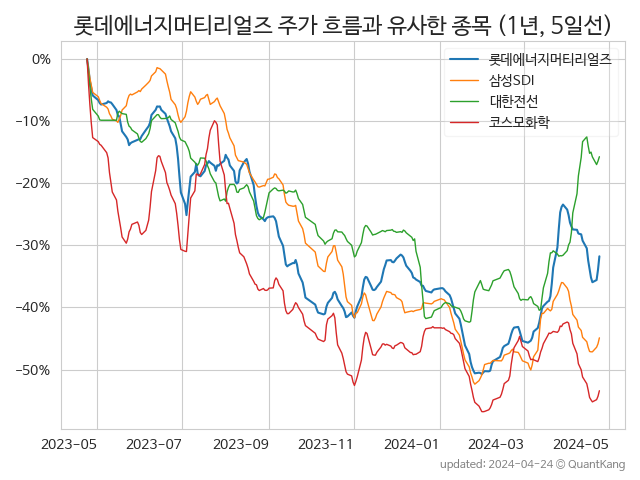 롯데에너지머티리얼즈 주가 흐름과 유사한 종목 (1년, 5일선)
롯데에너지머티리얼즈
삼성SDI
대한전선
코스모화학
0%
−10%
−20%
−30%
−40%
−50%
2023-05
2023-07
2023-09
2023-11
2024-01
2024-03
2024-05
updated: 2024-04-24 © QuantKang